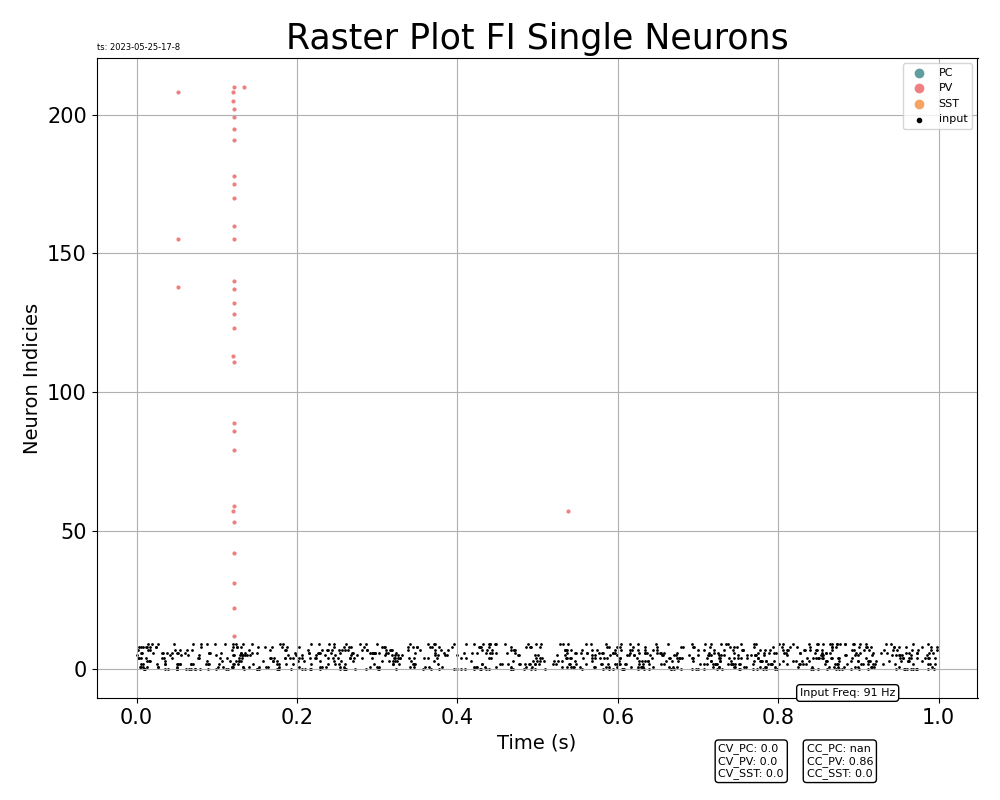 Raster Plot FI Single Neurons
ts: 2023-05-25-17-8
PC
PV
SST
input
200
150
100
50
0
Neuron Indicies
0.0 0.2 0.4 0.6 0.8 1.0
Input Freq: 91 Hz
Time (s)
CV_PC: 0.0
CV_PV: 0.0
CV_SST: 0.0
CC_PC: nan
CC_PV: 0.86
CC_SST: 0.0